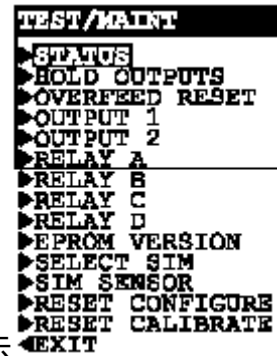 TEST/MAINT
▶STATUS
▶HOLD OUTPUTS
▶OVERFEED RESET
▶OUTPUT 1
▶OUTPUT 2
▶RELAY A
▶RELAY B
▶RELAY C
▶RELAY D
▶EPROM VERSION
▶SELECT SIM
▶SIM SENSOR
▶RESET CONFIGURE
▶RESET CALIBRATE
示 ◀EXIT